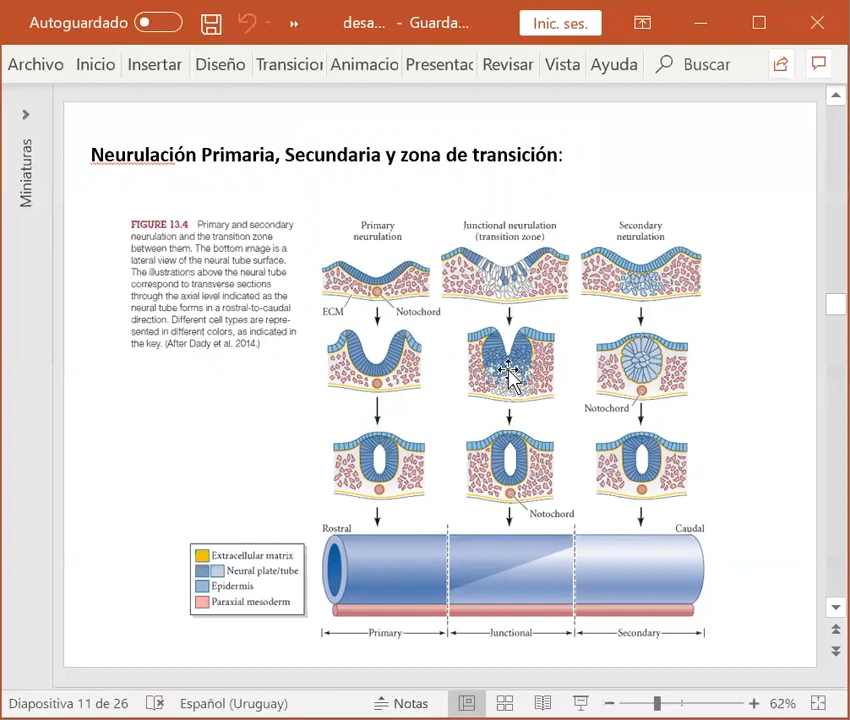 Autoguardado desa... - Guarda... Inic. ses.
Archivo Inicio Insertar Diseño Transicior Animacio Presentac Revisar Vista Ayuda Buscar
Miniaturas
Neurulación Primaria, Secundaria y zona de transición:
FIGURE 13.4 Primary and secondary
neurulation and the transition zone
between them. The bottom image is a
lateral view of the neural tube surface.
The illustrations above the neural tube
correspond to transverse sections
through the axial level indicated as the
neural tube forms in a rostral-to-caudal
direction. Different cell types are repre-
sented in different colors, as indicated in
the key. (After Dady et al. 2014.)
Primary
neurulation
Junctional neurulation
(transition zone)
Secondary
neurulation
ECM
Notochord
Notochord
Notochord
Rostral
Caudal
Extracellular matrix
Neural plate/tube
Epidermis
Paraxial mesoderm
Primary
Junctional
Secondary
Diapositiva 11 de 26 Español (Uruguay) Notas 62%